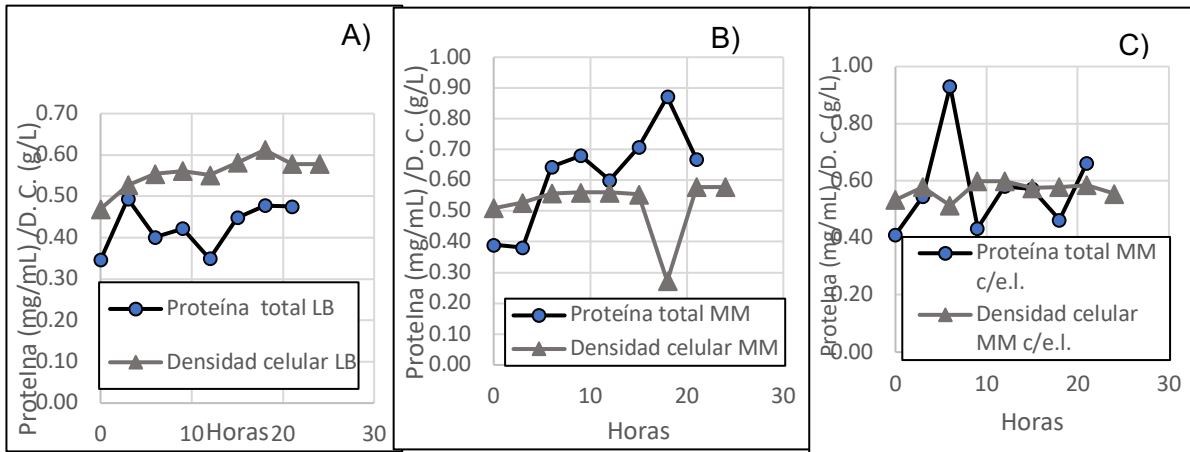 A)
Proteína (mg/mL) /D. C. (g/L)
0.70
0.60
0.50
0.40
0.30
0.20
0.10
0.00
Proteína total LB
Densidad celular LB
0
10
20
30
Horas
B)
Proteína (mg/mL) /D. C. (g/L)
1.00
0.90
0.80
0.70
0.60
0.50
0.40
0.30
0.20
0.10
0.00
Proteína total MM
Densidad celular MM
0
10
20
30
Horas
C)
Proteína (mg/mL) /D. C. (g/L)
1.00
0.80
0.60
0.40
0.20
0.00
Proteína total MM
c/e.l.
Densidad celular
MM c/e.l.
0
10
20
30
Horas